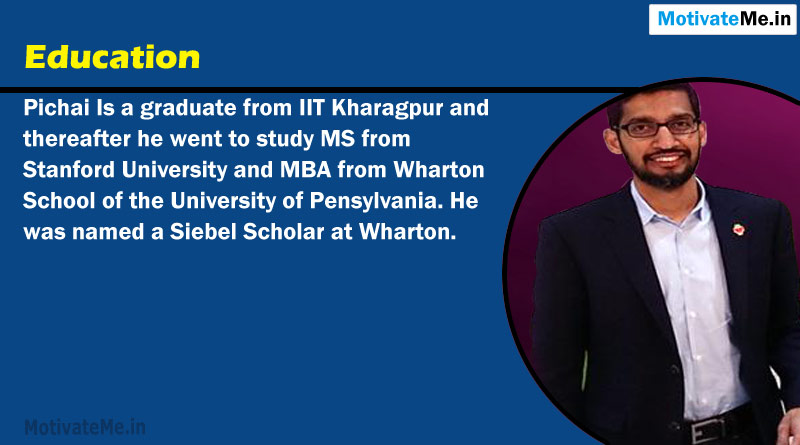 MotivateMe.in
Education
Pichai Is a graduate from IIT Kharagpur and
thereafter he went to study MS from
Stanford University and MBA from Wharton
School of the University of Pensylvania. He
was named a Siebel Scholar at Wharton.
MotivateMe.in